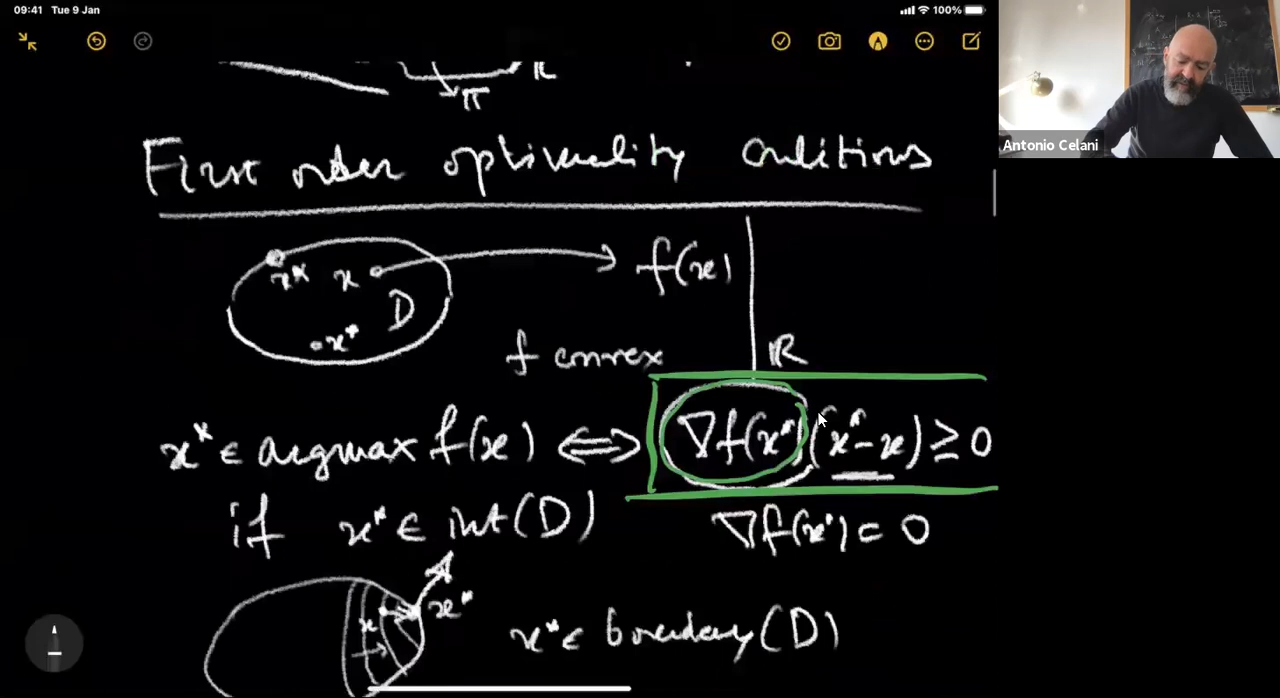 09:41 Tue 9 Jan
100%
Antonio Celani
R
π
First order optimality conditions
x* x D f(x)
x*
f convex R
x* ∈ argmax f(x) ⟺ ∇f(x*)(x*-x) ≥ 0
if x* ∈ int(D) ∇f(x*) = 0
x x*
x* ∈ boundary(D)